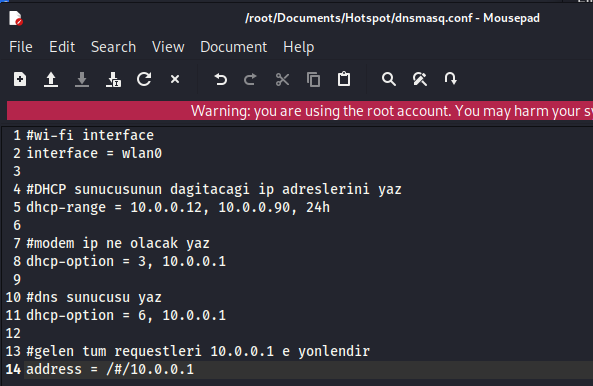 /root/Documents/Hotspot/dnsmasq.conf - Mousepad
File Edit Search View Document Help
Warning: you are using the root account. You may harm your
1 #wi-fi interface
2 interface = wlan0
3
4 #DHCP sunucusunun dagitacagi ip adreslerini yaz
5 dhcp-range = 10.0.0.12, 10.0.0.90, 24h
6
7 #modem ip ne olacak yaz
8 dhcp-option = 3, 10.0.0.1
9
10 #dns sunucusu yaz
11 dhcp-option = 6, 10.0.0.1
12
13 #gelen tum requestleri 10.0.0.1 e yonlendir
14 address = /#/10.0.0.1